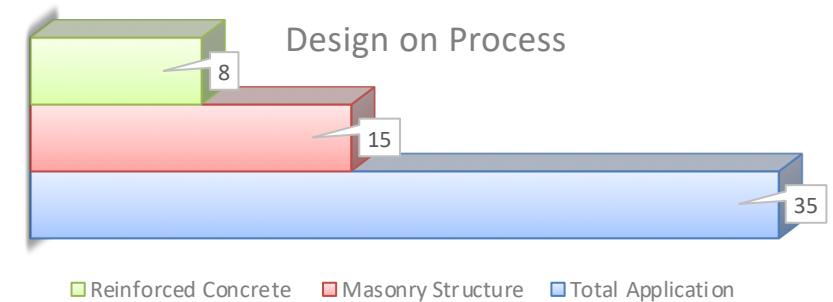 Design on Process
8
15
35
Reinforced Concrete Masonry Structure Total Application